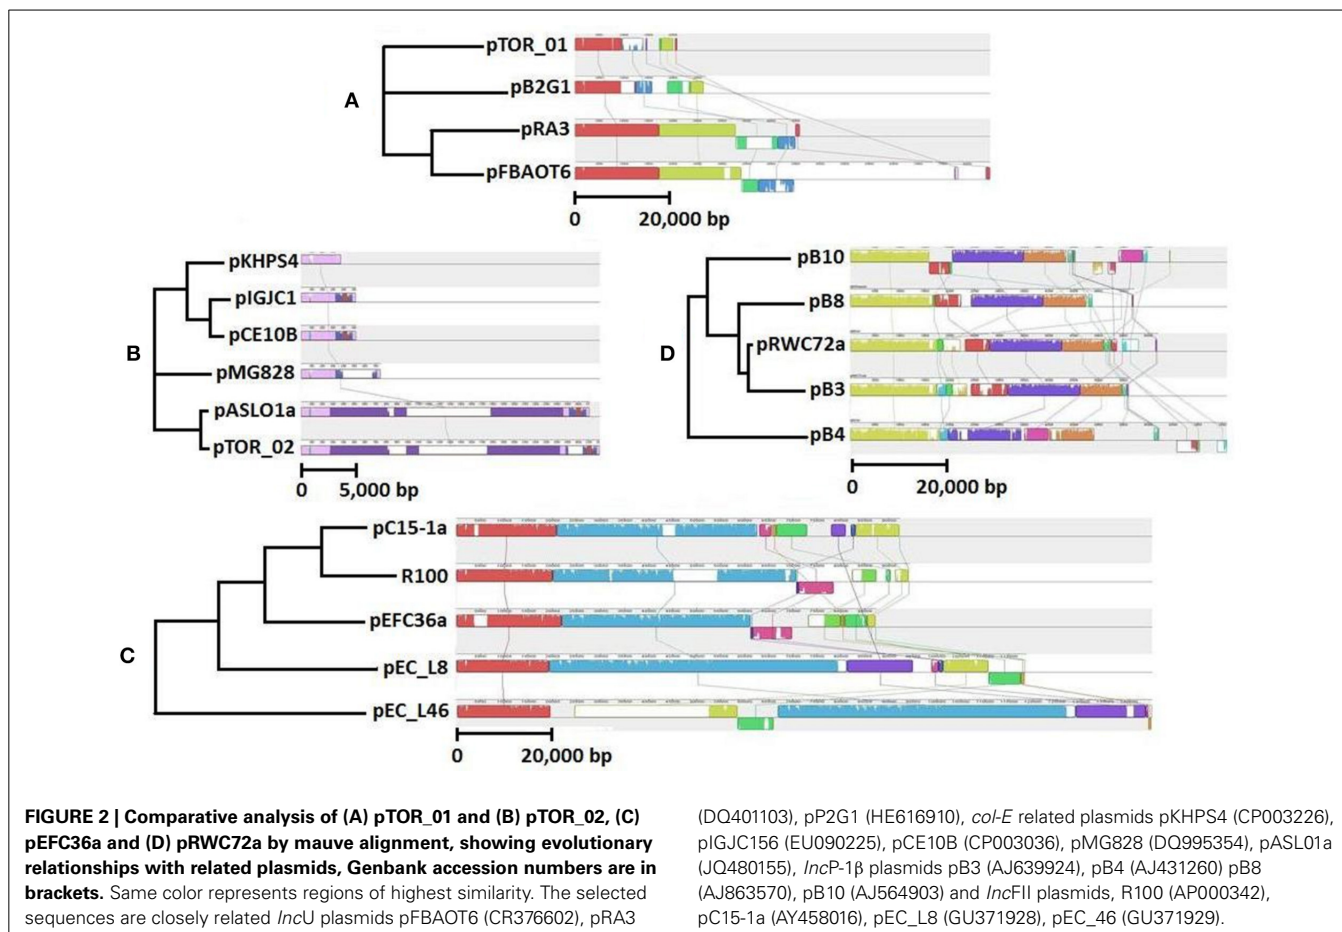 pTOR_01
pB2G1
A
pRA3
pFBAOT6
0 20,000 bp
pKHPS4
pIGJC1
pCE10B
B
pMG828
pASLO1a
pTOR_02
0 5,000 bp
pB10
pB8
pRWC72a
D
pB3
pB4
0 20,000 bp
pC15-1a
R100
pEFC36a
C
pEC_L8
pEC_L46
0 20,000 bp
FIGURE 2 | Comparative analysis of (A) pTOR_01 and (B) pTOR_02, (C)
pEFC36a and (D) pRWC72a by mauve alignment, showing evolutionary
relationships with related plasmids, Genbank accession numbers are in
brackets. Same color represents regions of highest similarity. The selected
sequences are closely related IncU plasmids pFBAOT6 (CR376602), pRA3
(DQ401103), pP2G1 (HE616910), col-E related plasmids pKHPS4 (CP003226),
pIGJC156 (EU090225), pCE10B (CP003036), pMG828 (DQ995354), pASL01a
(JQ480155), IncP-1β plasmids pB3 (AJ639924), pB4 (AJ431260) pB8
(AJ863570), pB10 (AJ564903) and IncFII plasmids, R100 (AP000342),
pC15-1a (AY458016), pEC_L8 (GU371928), pEC_46 (GU371929).